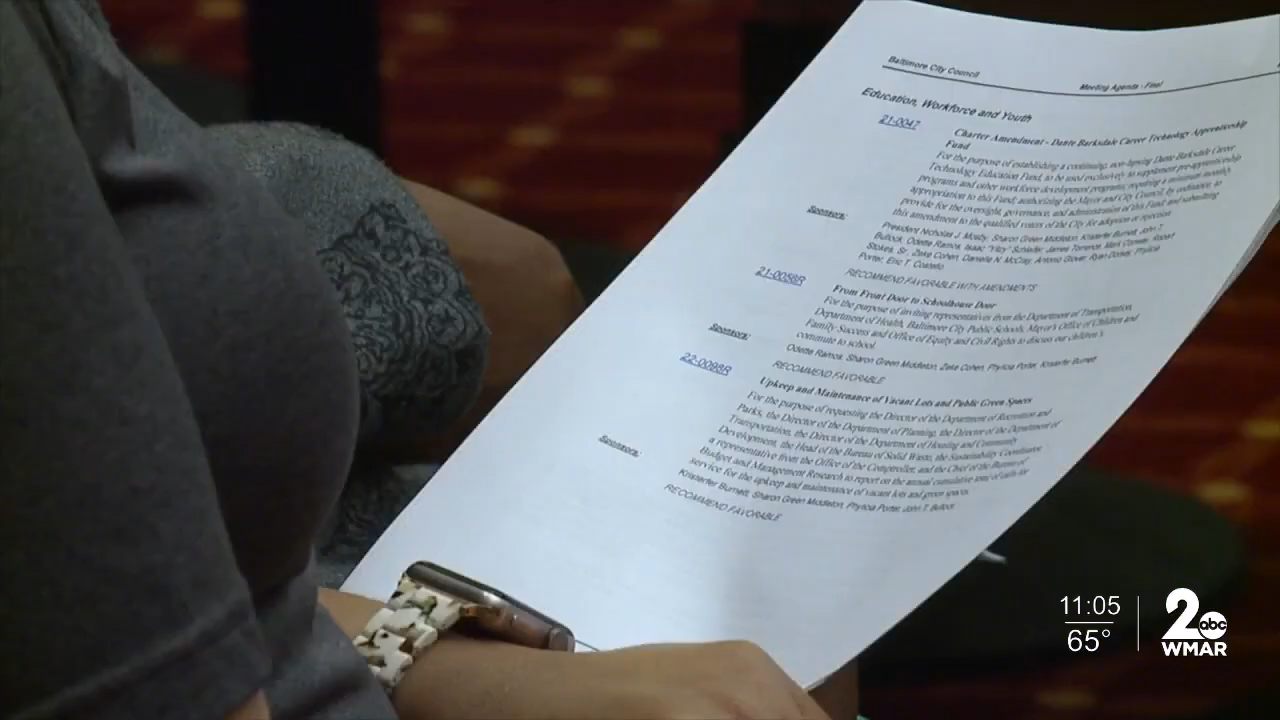 Baltimore City Council
Meeting Agenda - Final
Education, Workforce and Youth
21-0047
Charter Amendment - Dante Barksdale Career Technology Apprenticeship
Fund
For the purpose of establishing a continuing, non-lapsing Dante Barksdale Career
Technology Education Fund, to be used exclusively to supplement pre-apprenticeship
programs and other workforce development programs; requiring a minimum monthly
appropriation to this Fund; authorizing the Mayor and City Council, by ordinance, to
provide for the oversight, governance, and administration of this Fund; and submitting
this amendment to the qualified voters of the City for adoption or rejection.
Sponsors:
President Nicholas J. Mosby, Sharon Green Middleton, Kristerfer Burnett, John T.
Bullock, Odette Ramos, Isaac "Yitzy" Schleifer, James Torrence, Mark Conway, Robert
Stokes, Sr., Zeke Cohen, Danielle N. McCray, Antonio Glover, Ryan Dorsey, Phylicia
Porter, Eric T. Costello
RECOMMEND FAVORABLE WITH AMENDMENTS
21-0058R
From Front Door to Schoolhouse Door
For the purpose of inviting representatives from the Department of Transportation,
Department of Health, Baltimore City Public Schools, Mayor's Office of Children and
Family Success and Office of Equity and Civil Rights to discuss our children's
commute to school.
Sponsors:
Odette Ramos, Sharon Green Middleton, Zeke Cohen, Phylicia Porter, Kristerfer Burnett
RECOMMEND FAVORABLE
22-0098R
Upkeep and Maintenance of Vacant Lots and Public Green Spaces
For the purpose of requesting the Director of the Department of Recreation and
Parks, the Director of the Department of Planning, the Director of the Department of
Transportation, the Director of the Department of Housing and Community
Development, the Head of the Bureau of Solid Waste, the Sustainability Coordinator,
a representative from the Office of the Comptroller, and the Chief of the Bureau of
Budget and Management Research to report on the annual cumulative cost of calls for
service for the upkeep and maintenance of vacant lots and green spaces.
Sponsors:
Kristerfer Burnett, Sharon Green Middleton, Phylicia Porter, John T. Bullock
RECOMMEND FAVORABLE
11:05
65°
2 abc
WMAR